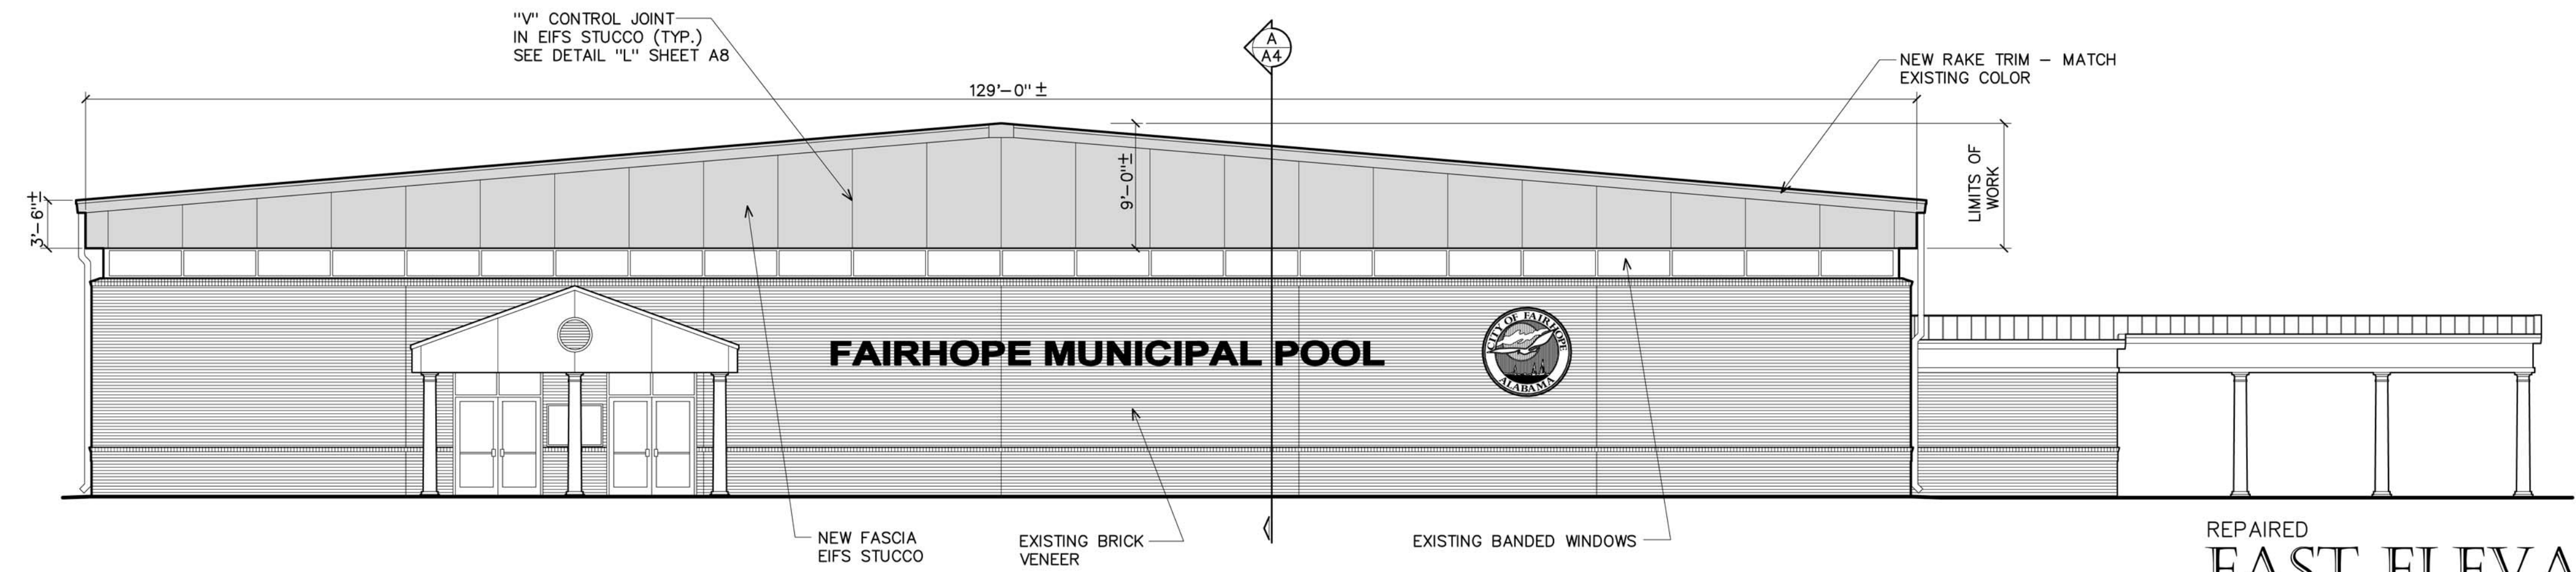 "V" CONTROL JOINT
IN EIFS STUCCO (TYP.)
SEE DETAIL "L" SHEET A8
A
A4
NEW RAKE TRIM – MATCH
EXISTING COLOR
129'–0" ±
9'–0"±
LIMITS OF
WORK
3'–6"±
FAIRHOPE MUNICIPAL POOL
CITY OF FAIRHOPE
ALABAMA
NEW FASCIA
EIFS STUCCO
EXISTING BRICK
VENEER
EXISTING BANDED WINDOWS
REPAIRED
EAST